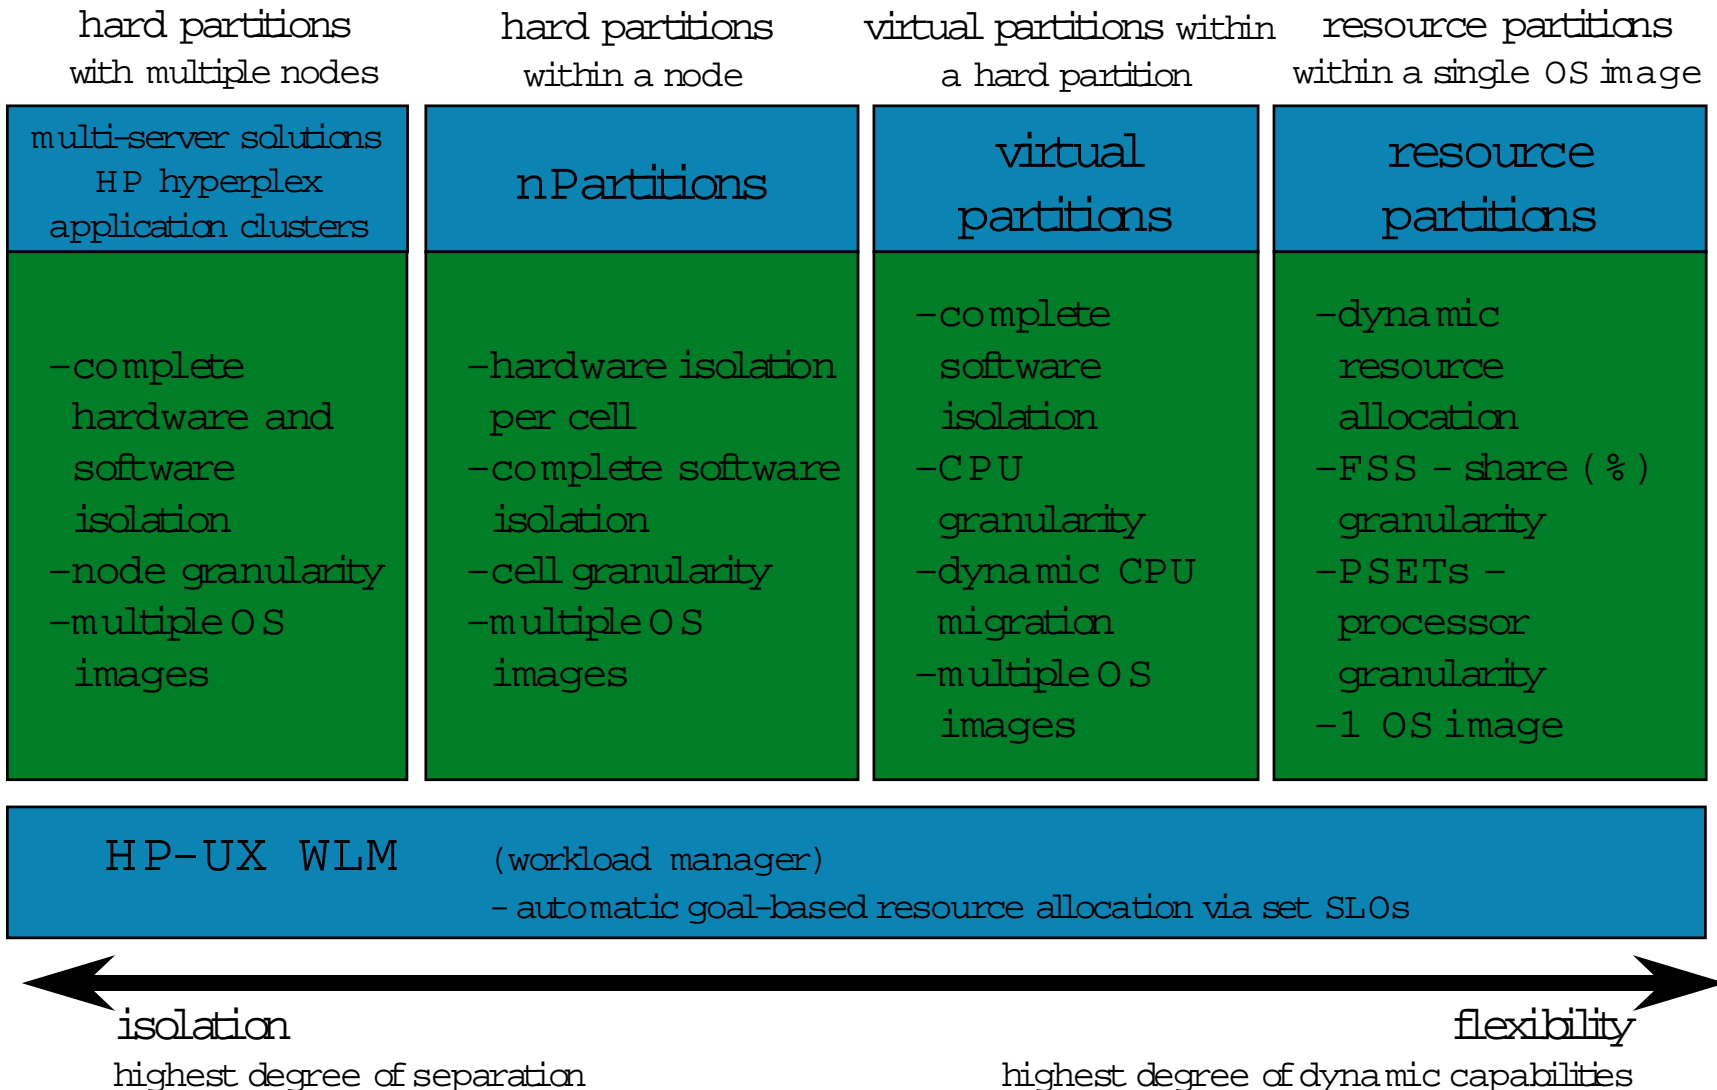 hard partitions
with multiple nodes
hard partitions
within a node
virtual partitions within
a hard partition
resource partitions
within a single OS image
multi-server solutions
HP hyperplex
application clusters
nPartitions
virtual
partitions
resource
partitions
-complete
hardware and
software
isolation
-node granularity
-multiple OS
images
-hardware isolation
per cell
-complete software
isolation
-cell granularity
-multiple OS
images
-complete
software
isolation
-CPU
granularity
-dynamic CPU
migration
-multiple OS
images
-dynamic
resource
allocation
-FSS - share (%)
granularity
-PSETs -
processor
granularity
-1 OS image
HP-UX WLM (workload manager)
- automatic goal-based resource allocation via set SLOs
isolation
highest degree of separation
flexibility
highest degree of dynamic capabilities